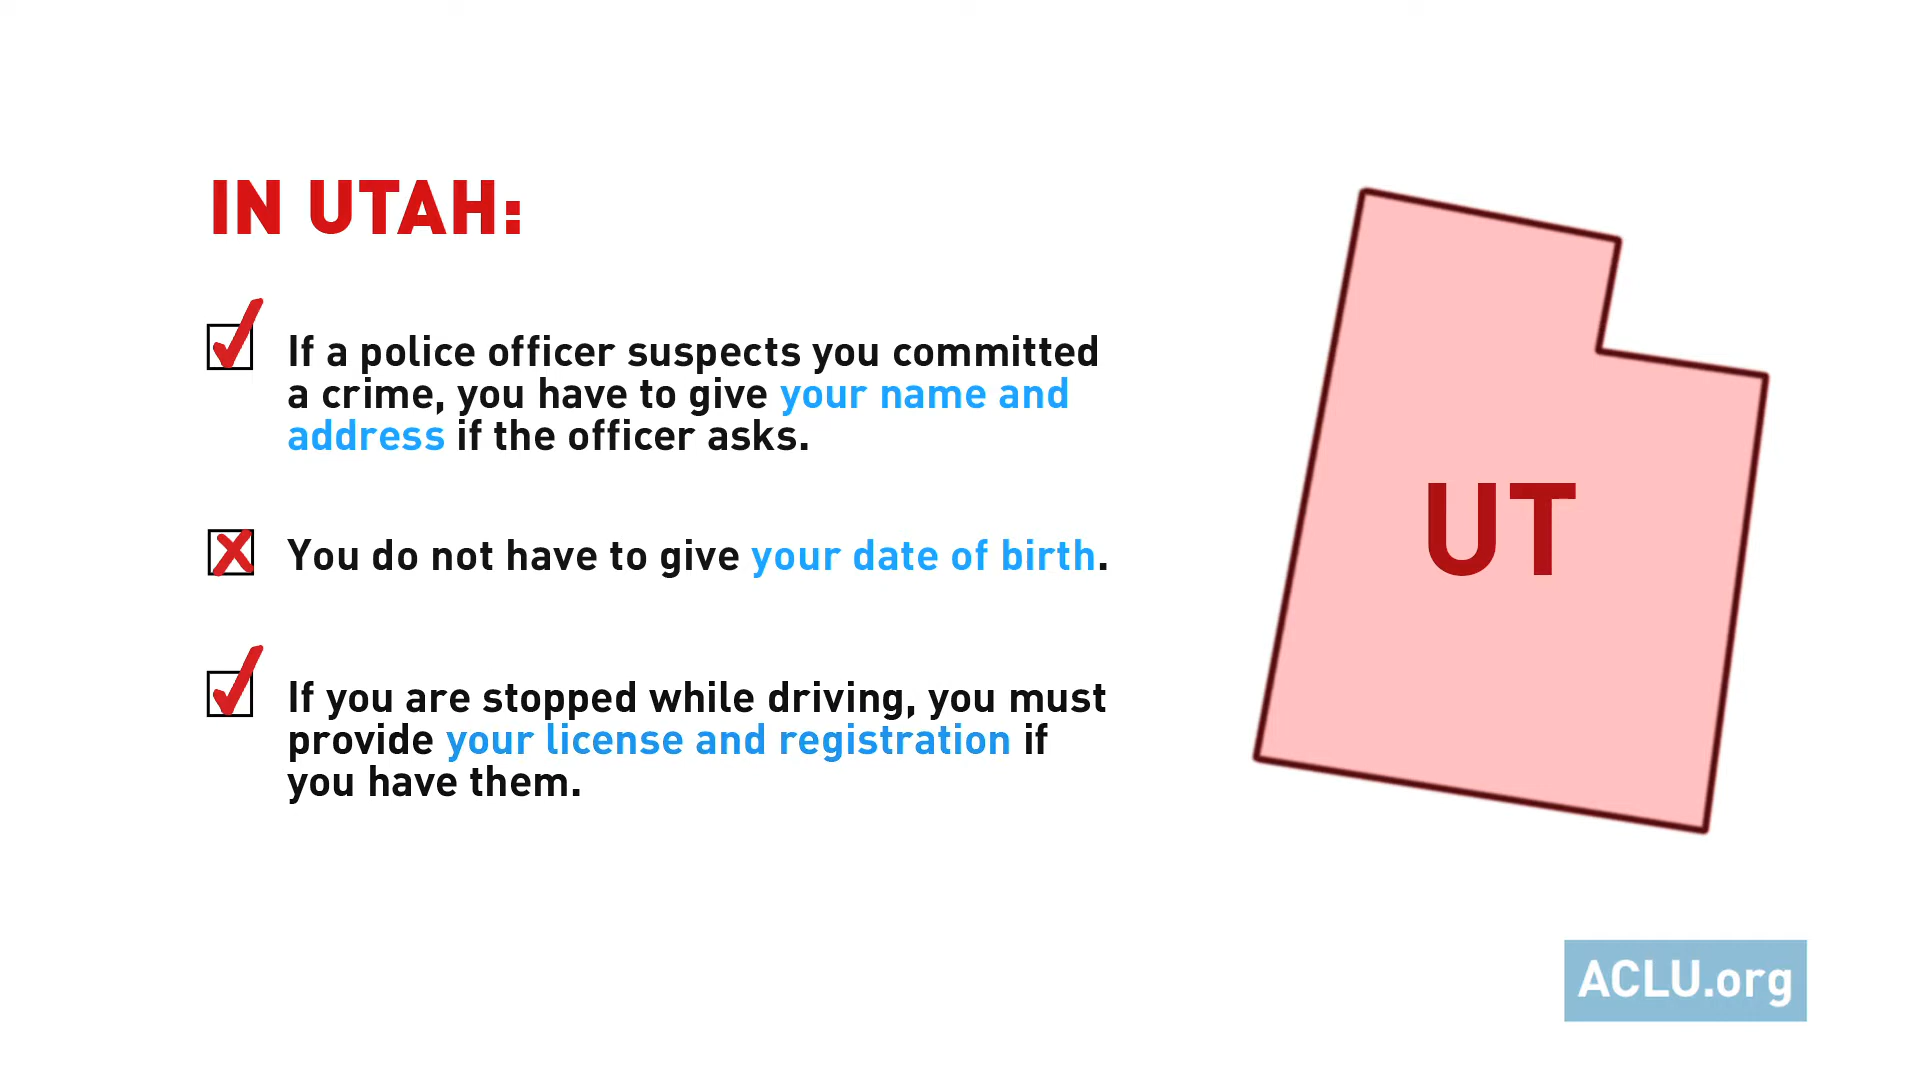 IN UTAH:
If a police officer suspects you committed
a crime, you have to give your name and
address if the officer asks.
You do not have to give your date of birth.
If you are stopped while driving, you must
provide your license and registration if
you have them.
UT
ACLU.org